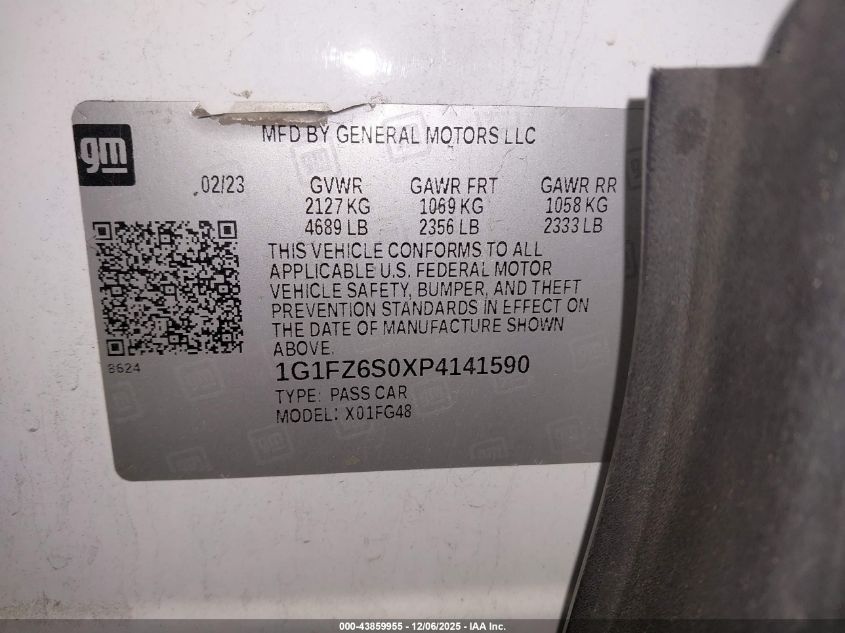 MFD BY GENERAL MOTORS LLC
gm
02/23
GVWR GAWR FRT GAWR RR
2127 KG 1069 KG 1058 KG
4689 LB 2356 LB 2333 LB
THIS VEHICLE CONFORMS TO ALL
APPLICABLE U.S. FEDERAL MOTOR
VEHICLE SAFETY, BUMPER, AND THEFT
PREVENTION STANDARDS IN EFFECT ON
THE DATE OF MANUFACTURE SHOWN
ABOVE.
8624
1G1FZ6S0XP4141590
TYPE: PASS CAR
MODEL: X01FG48
000-43859955 - 12/06/2025 - IAA Inc.